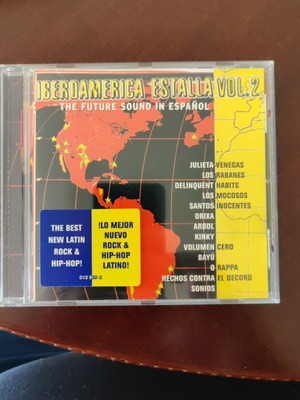 IBEROAMERICA ESTALLA VOL.2
THE FUTURE SOUND IN ESPAÑOL
JULIETA VENEGAS
LOS RABANES
DELINQUENT HABITS
LOS MOCOSOS
SANTOS INOCENTES
ORIXA
ARBOL
KINKY
VOLUMEN CERO
BAYÚ
O RAPPA
HECHOS CONTRA EL DECORO
SONIOS
THE BEST
NEW LATIN
ROCK &
HIP-HOP!
!LO MEJOR
NUEVO
ROCK &
HIP-HOP
LATINO!